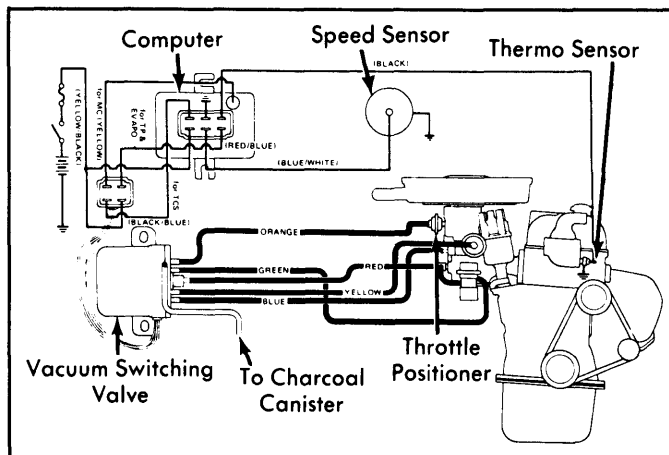 Computer
Speed Sensor
Thermo Sensor
(BLACK)
(YELLOW/BLACK)
for MC (YELLOW)
for TP &
EVAPO
(RED/BLUE)
(BLUE/WHITE)
for TCS
(BLACK/BLUE)
ORANGE
GREEN
RED
YELLOW
BLUE
Vacuum Switching
Valve
To Charcoal
Canister
Throttle
Positioner